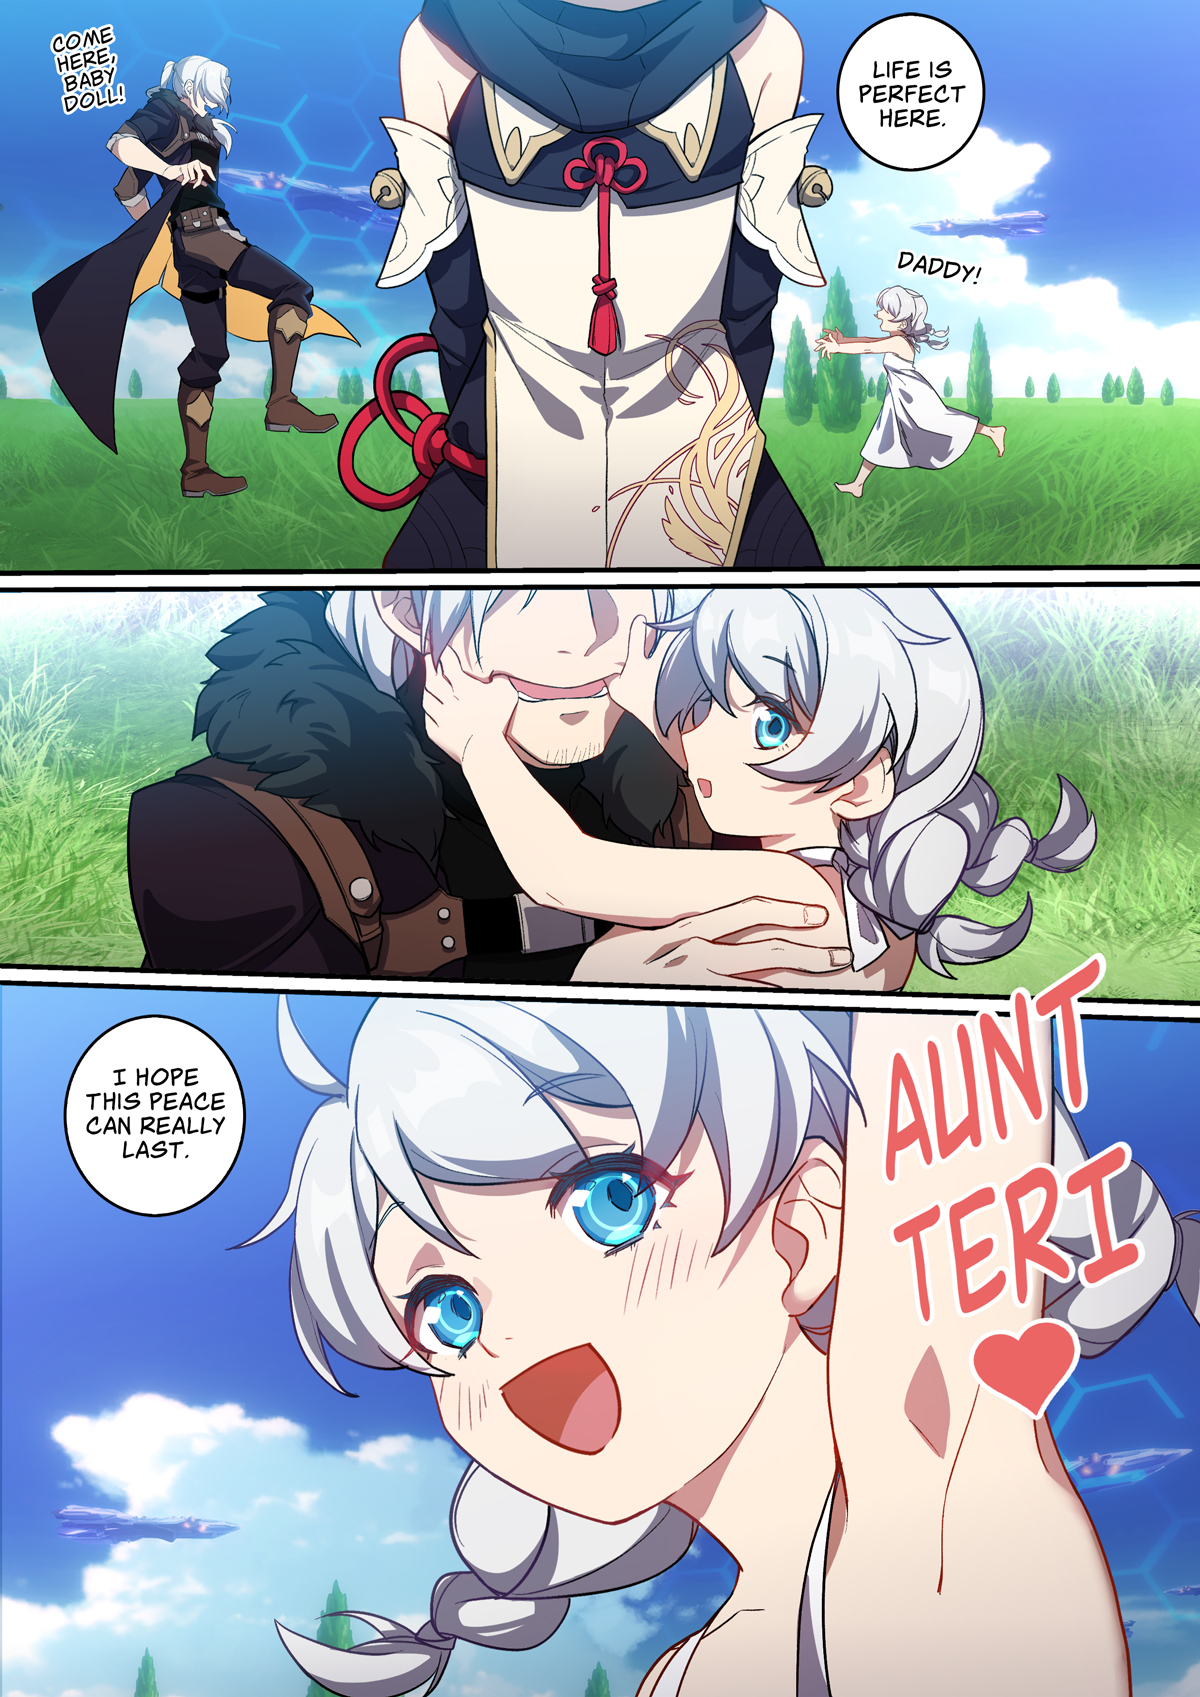 COME
HERE,
BABY
DOLL!
LIFE IS
PERFECT
HERE.
DADDY!
I HOPE
THIS PEACE
CAN REALLY
LAST.
AUNT
TERI